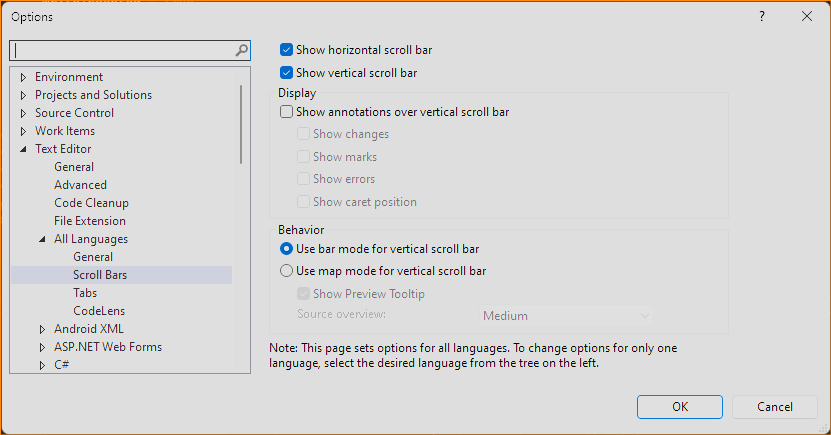 Options
?
Environment
Projects and Solutions
Source Control
Work Items
Text Editor
General
Advanced
Code Cleanup
File Extension
All Languages
General
Scroll Bars
Tabs
CodeLens
Android XML
ASP.NET Web Forms
C#
Show horizontal scroll bar
Show vertical scroll bar
Display
Show annotations over vertical scroll bar
Show changes
Show marks
Show errors
Show caret position
Behavior
Use bar mode for vertical scroll bar
Use map mode for vertical scroll bar
Show Preview Tooltip
Source overview: Medium
Note: This page sets options for all languages. To change options for only one
language, select the desired language from the tree on the left.
OK Cancel